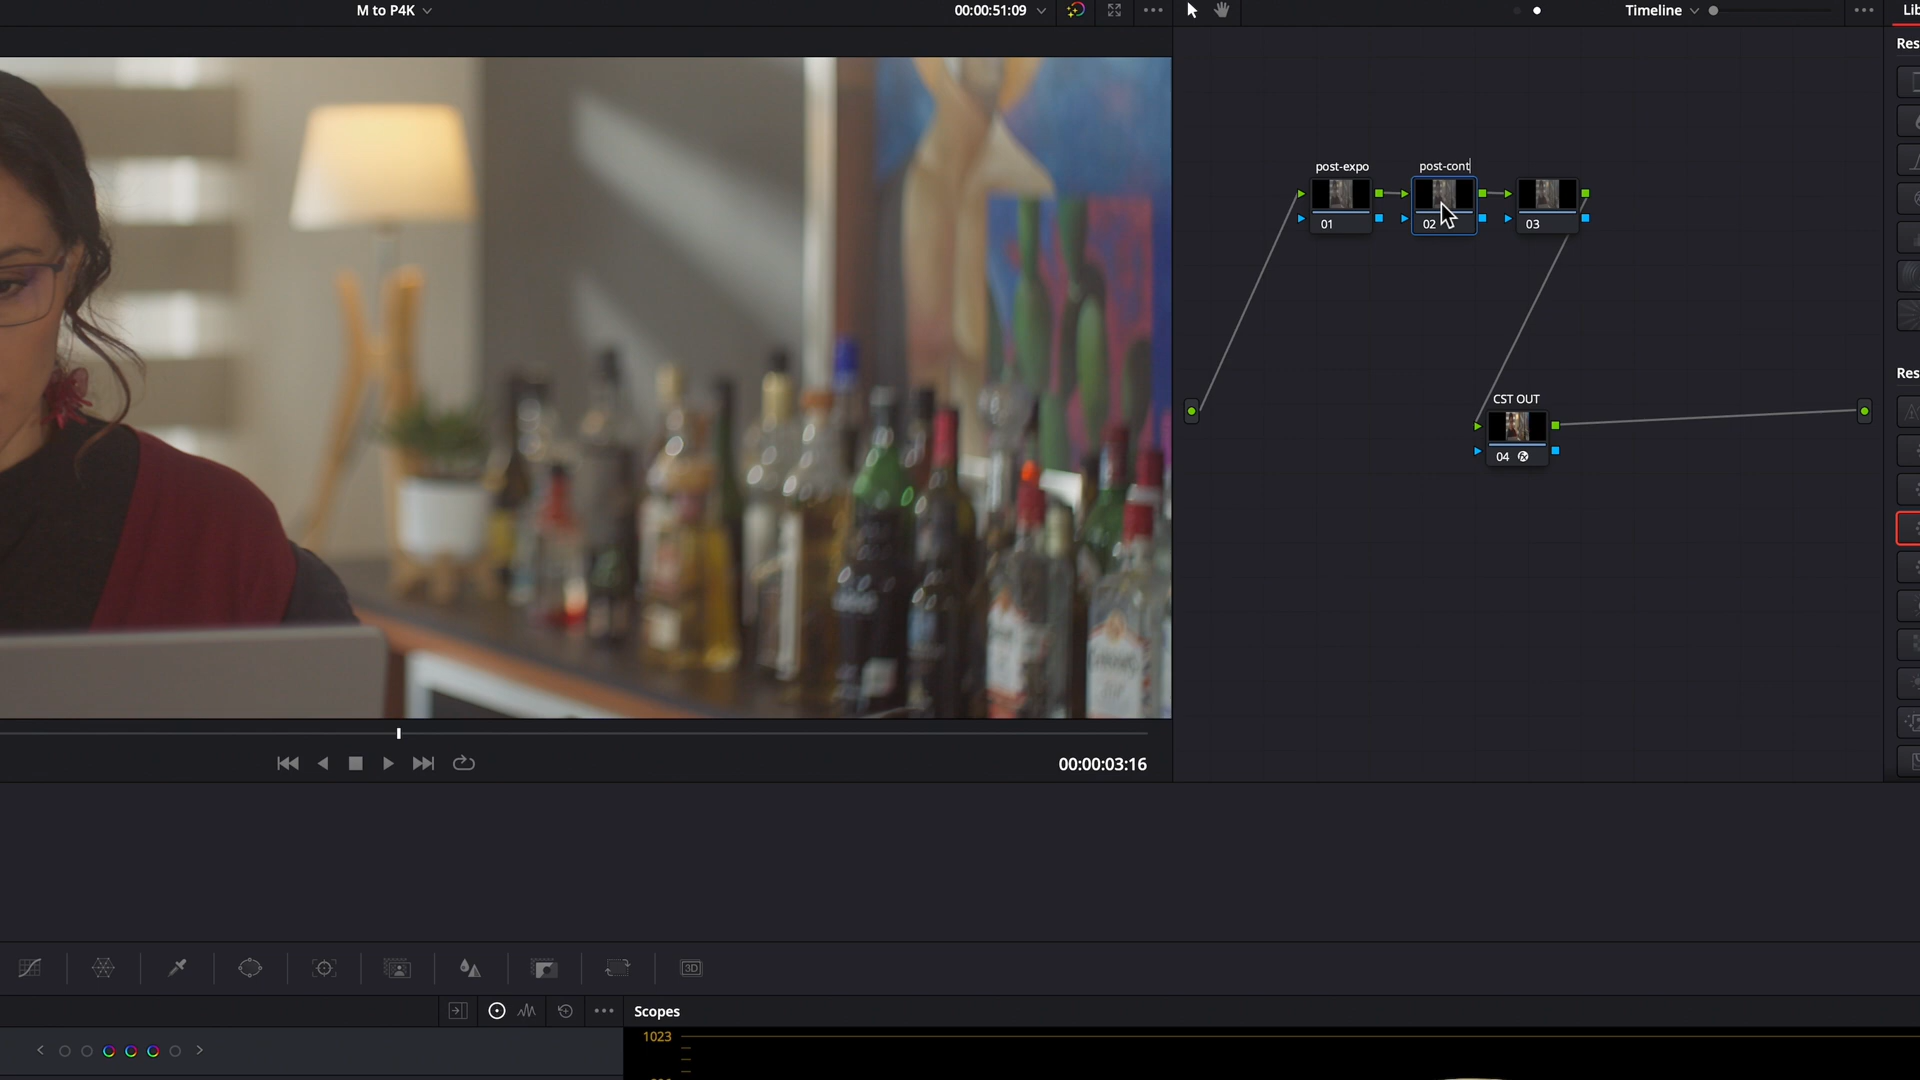 M to P4K
00:00:51:09
Timeline
Lib
Res
post-expo
post-cont
01
02
03
CST OUT
04
Res
00:00:03:16
3D
Scopes
1023